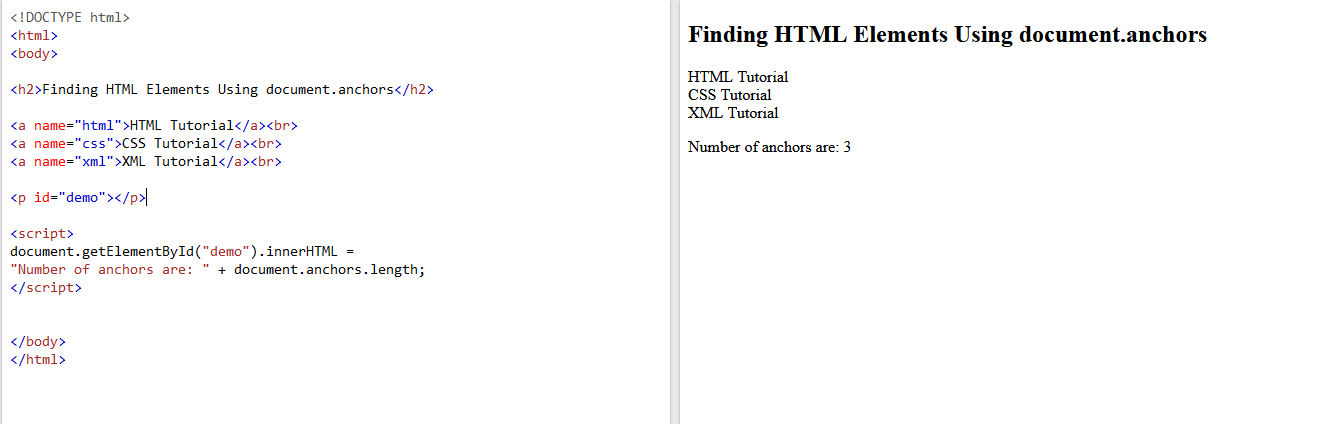 <!DOCTYPE html>
<html>
<body>
<h2>Finding HTML Elements Using document.anchors</h2>
<a name="html">HTML Tutorial</a><br>
<a name="css">CSS Tutorial</a><br>
<a name="xml">XML Tutorial</a><br>
<p id="demo"></p>
<script>
document.getElementById("demo").innerHTML =
"Number of anchors are: " + document.anchors.length;
</script>
</body>
</html>
Finding HTML Elements Using document.anchors
HTML Tutorial
CSS Tutorial
XML Tutorial
Number of anchors are: 3